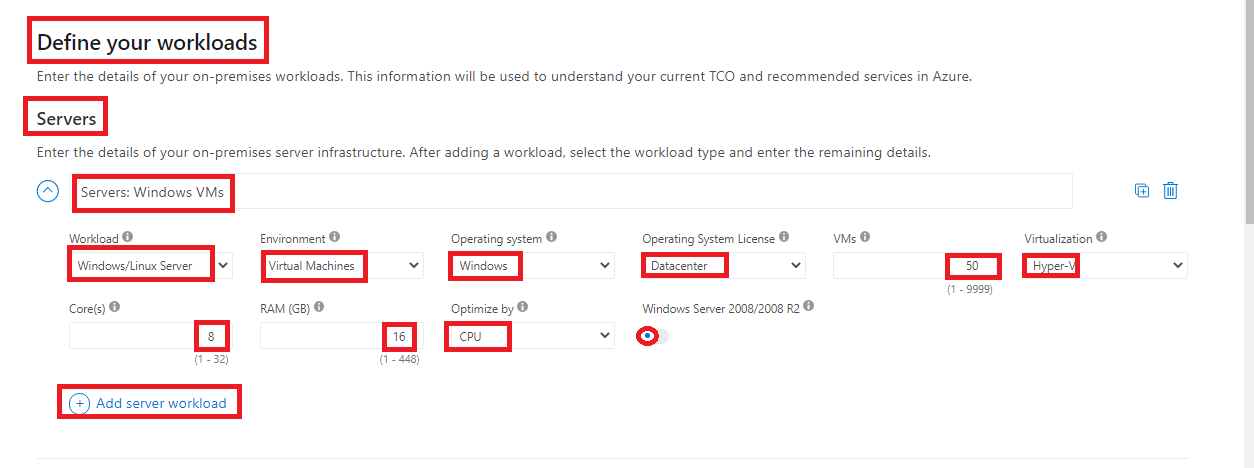 Define your workloads
Enter the details of your on-premises workloads. This information will be used to understand your current TCO and recommended services in Azure.
Servers
Enter the details of your on-premises server infrastructure. After adding a workload, select the workload type and enter the remaining details.
Servers: Windows VMs
Workload Environment Operating system Operating System License VMs Virtualization
Windows/Linux Server Virtual Machines Windows Datacenter 50 Hyper-V
(1 - 9999)
Core(s) RAM (GB) Optimize by Windows Server 2008/2008 R2
8 16 CPU
(1 - 32) (1 - 448)
Add server workload